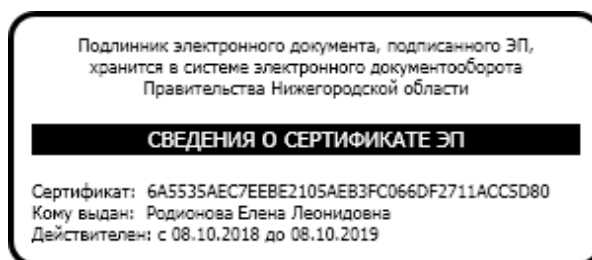 Подлинник электронного документа, подписанного ЭП,
хранится в системе электронного документооборота
Правительства Нижегородской области
СВЕДЕНИЯ О СЕРТИФИКАТЕ ЭП
Сертификат: 6A5535AEC7EEBE2105AEB3FC066DF2711ACC5D80
Кому выдан: Родионова Елена Леонидовна
Действителен: с 08.10.2018 до 08.10.2019